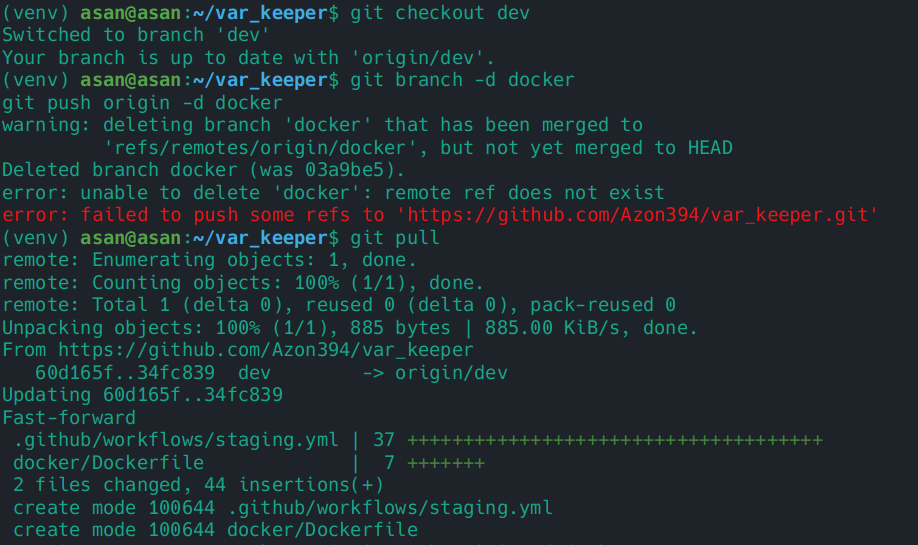 (venv) asan@asan:~/var_keeper$ git checkout dev
Switched to branch 'dev'
Your branch is up to date with 'origin/dev'.
(venv) asan@asan:~/var_keeper$ git branch -d docker
git push origin -d docker
warning: deleting branch 'docker' that has been merged to
         'refs/remotes/origin/docker', but not yet merged to HEAD
Deleted branch docker (was 03a9be5).
error: unable to delete 'docker': remote ref does not exist
error: failed to push some refs to 'https://github.com/Azon394/var_keeper.git'
(venv) asan@asan:~/var_keeper$ git pull
remote: Enumerating objects: 1, done.
remote: Counting objects: 100% (1/1), done.
remote: Total 1 (delta 0), reused 0 (delta 0), pack-reused 0
Unpacking objects: 100% (1/1), 885 bytes | 885.00 KiB/s, done.
From https://github.com/Azon394/var_keeper
   60d165f..34fc839  dev        -> origin/dev
Updating 60d165f..34fc839
Fast-forward
 .github/workflows/staging.yml | 37 +++++++++++++++++++++++++++++++++++++
 docker/Dockerfile             |  7 +++++++
 2 files changed, 44 insertions(+)
 create mode 100644 .github/workflows/staging.yml
 create mode 100644 docker/Dockerfile